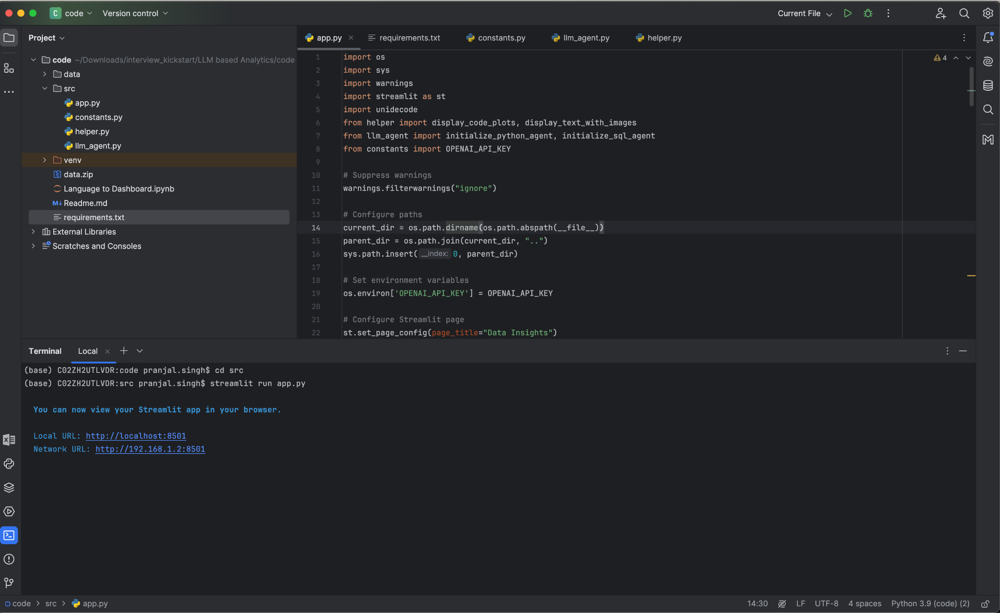 C code Version control Current File
Project
code ~/Downloads/interview_kickstart/LLM based Analytics/code
data
src
app.py
constants.py
helper.py
llm_agent.py
venv
data.zip
Language to Dashboard.ipynb
M↓ Readme.md
requirements.txt
External Libraries
Scratches and Consoles
app.py requirements.txt constants.py llm_agent.py helper.py
4
1 import os
2 import sys
3 import warnings
4 import streamlit as st
5 import unidecode
6 from helper import display_code_plots, display_text_with_images
7 from llm_agent import initialize_python_agent, initialize_sql_agent
8 from constants import OPENAI_API_KEY
9
10 # Suppress warnings
11 warnings.filterwarnings("ignore")
12
13 # Configure paths
14 current_dir = os.path.dirname(os.path.abspath(__file__))
15 parent_dir = os.path.join(current_dir, "..")
16 sys.path.insert( __index: 0, parent_dir)
17
18 # Set environment variables
19 os.environ['OPENAI_API_KEY'] = OPENAI_API_KEY
20
21 # Configure Streamlit page
22 st.set_page_config(page_title="Data Insights")
Terminal Local
(base) C02ZH2UTLVDR:code pranjal.singh$ cd src
(base) C02ZH2UTLVDR:src pranjal.singh$ streamlit run app.py
You can now view your Streamlit app in your browser.
Local URL: http://localhost:8501
Network URL: http://192.168.1.2:8501
code > src > app.py 14:30 LF UTF-8 4 spaces Python 3.9 (code) (2)